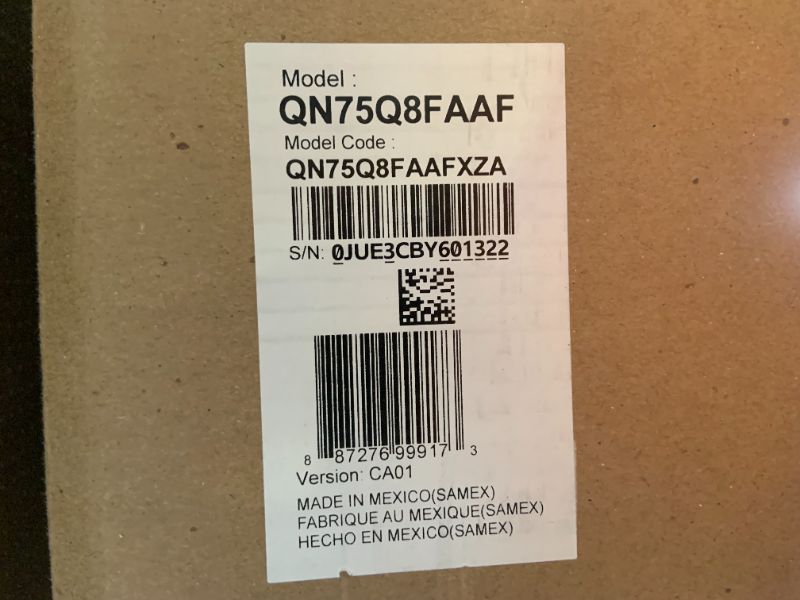 Model :
QN75Q8FAAF
Model Code :
QN75Q8FAAFXZA
S/N: 0JUE3CBY601322
8 87276 99917 3
Version: CA01
MADE IN MEXICO(SAMEX)
FABRIQUE AU MEXIQUE(SAMEX)
HECHO EN MEXICO(SAMEX)